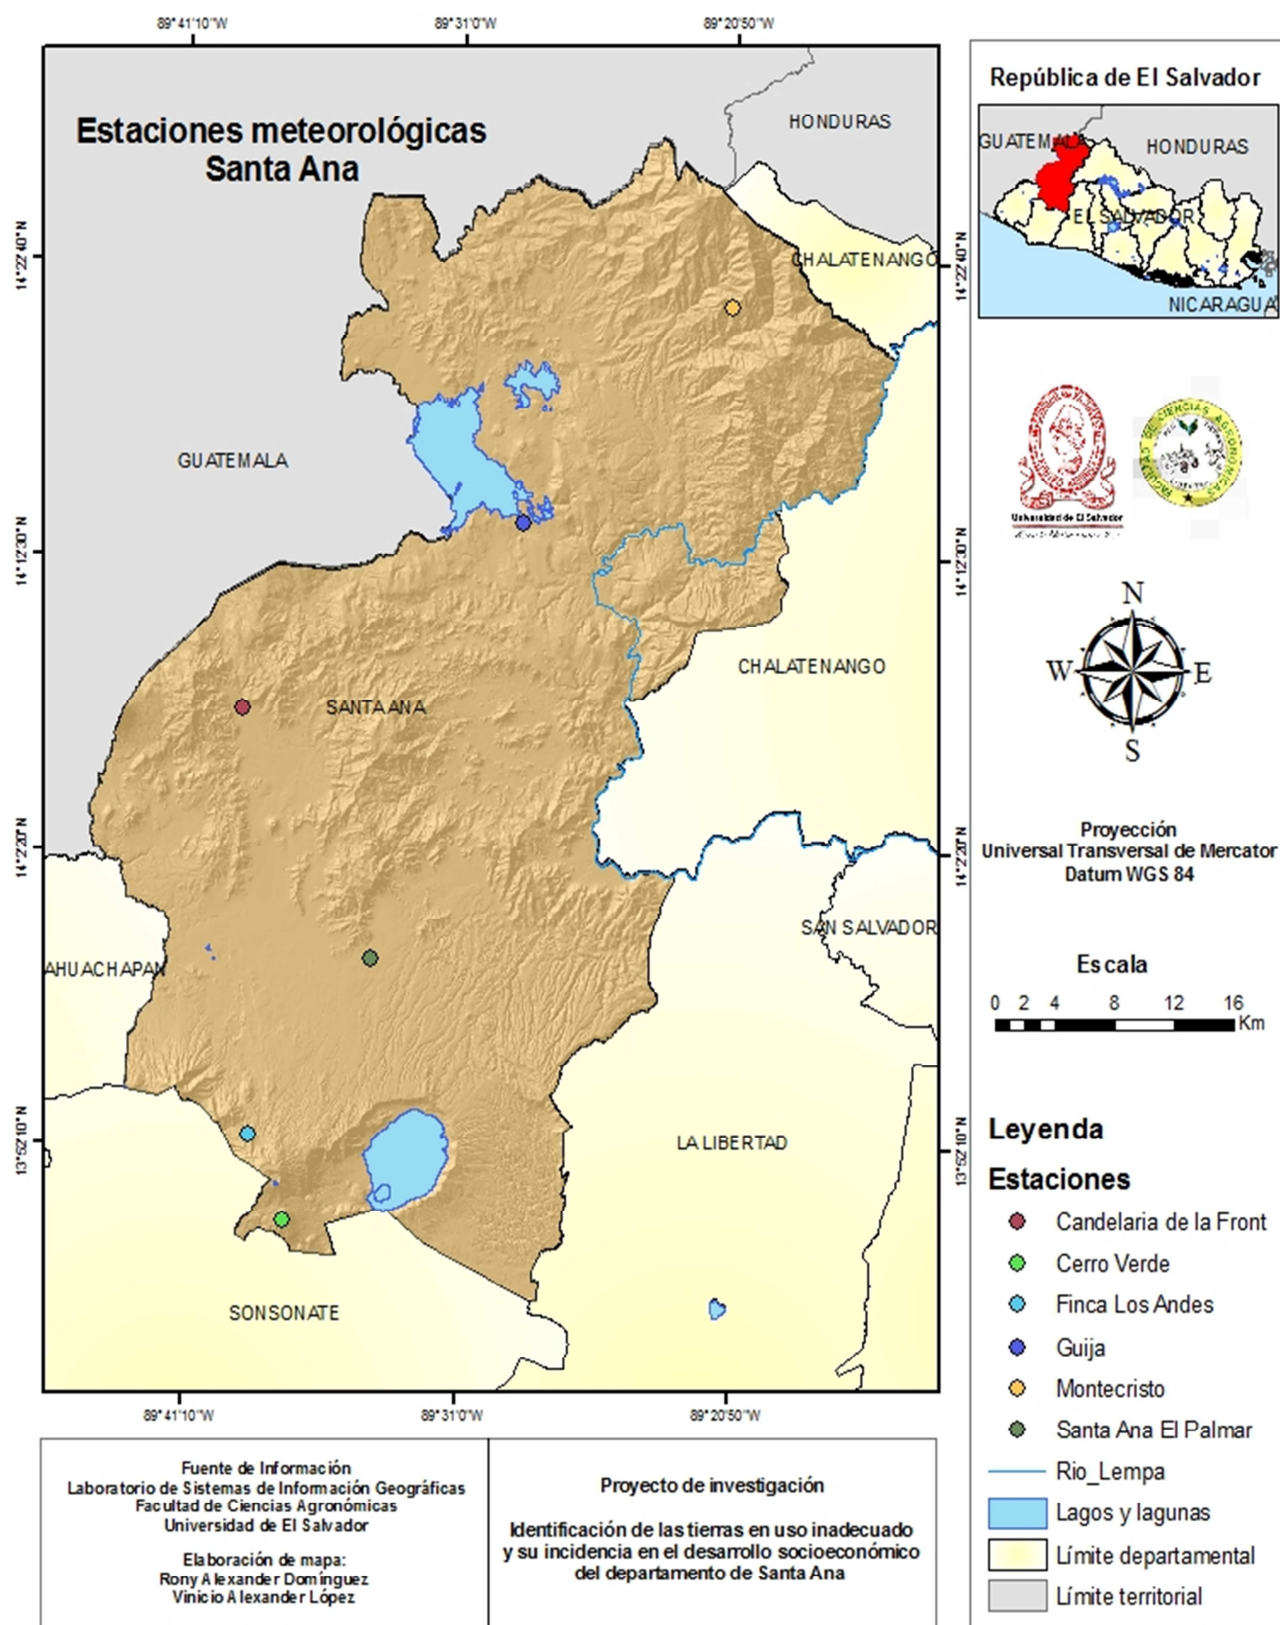 89°41'10"W
89°31'0"W
89°20'50"W
Estaciones meteorológicas
Santa Ana
HONDURAS
CHALATENANGO
GUATEMALA
SANTA ANA
CHALATENANGO
SAN SALVADOR
AHUACHAPAN
LA LIBERTAD
SONSONATE
14°22'40"N
14°12'30"N
14°2'20"N
13°52'10"N
14°22'40"N
14°12'30"N
14°2'20"N
13°52'10"N
89°41'10"W
89°31'0"W
89°20'50"W
República de El Salvador
GUATEMALA
HONDURAS
EL SALVADOR
NICARAGUA
Universidad de El Salvador
FACULTAD DE CIENCIAS AGRONOMICAS
N
W
E
S
Proyección
Universal Transversal de Mercator
Datum WGS 84
Escala
0 2 4 8 12 16
Km
Leyenda
Estaciones
Candelaria de la Front
Cerro Verde
Finca Los Andes
Guija
Montecristo
Santa Ana El Palmar
Rio_Lempa
Lagos y lagunas
Límite departamental
Límite territorial
Fuente de Información
Laboratorio de Sistemas de Información Geográficas
Facultad de Ciencias Agronómicas
Universidad de El Salvador
Elaboración de mapa:
Rony Alexander Domínguez
Vinicio Alexander López
Proyecto de investigación
Identificación de las tierras en uso inadecuado
y su incidencia en el desarrollo socioeconómico
del departamento de Santa Ana